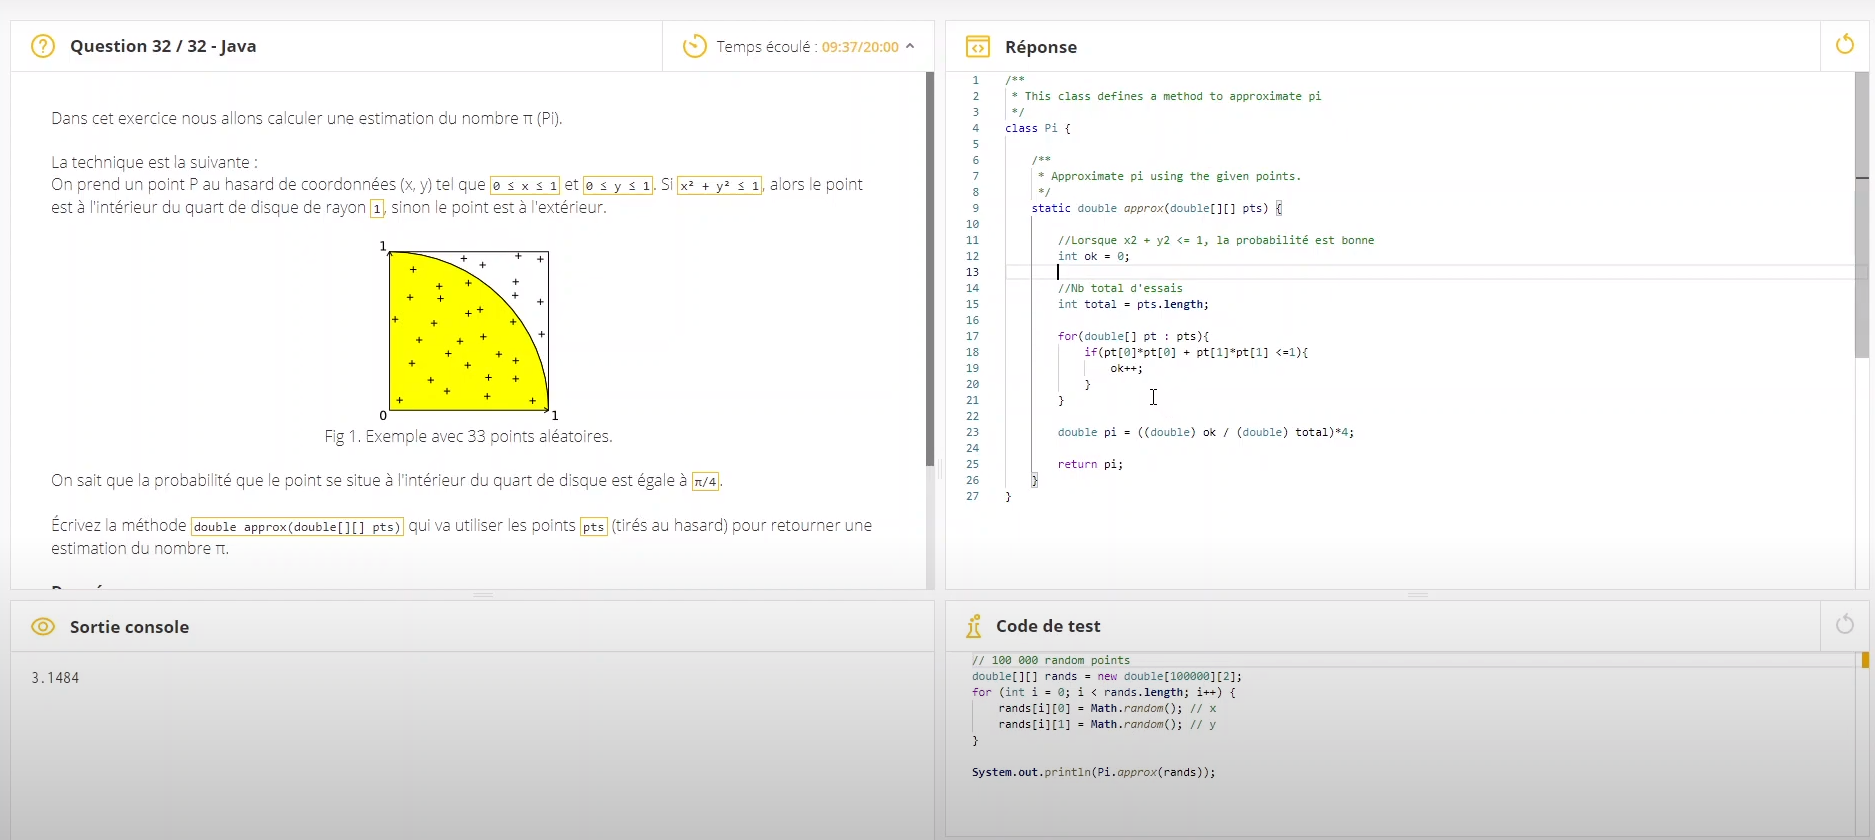 Question 32 / 32 - Java
Temps écoulé : 09:37/20:00
Dans cet exercice nous allons calculer une estimation du nombre π (Pi).
La technique est la suivante :
On prend un point P au hasard de coordonnées (x, y) tel que 0 ≤ x ≤ 1 et 0 ≤ y ≤ 1. Si x² + y² ≤ 1, alors le point
est à l'intérieur du quart de disque de rayon 1, sinon le point est à l'extérieur.
1
0
1
Fig 1. Exemple avec 33 points aléatoires.
On sait que la probabilité que le point se situe à l'intérieur du quart de disque est égale à π/4.
Écrivez la méthode double approx(double[][] pts) qui va utiliser les points pts (tirés au hasard) pour retourner une
estimation du nombre π.
Réponse
1 /**
2 * This class defines a method to approximate pi
3 */
4 class Pi {
5
6 /**
7 * Approximate pi using the given points.
8 */
9 static double approx(double[][] pts) {
10
11 //Lorsque x2 + y2 <= 1, la probabilité est bonne
12 int ok = 0;
13
14 //Nb total d'essais
15 int total = pts.length;
16
17 for(double[] pt : pts){
18 if(pt[0]*pt[0] + pt[1]*pt[1] <=1){
19 ok++;
20 }
21 }
22
23 double pi = ((double) ok / (double) total)*4;
24
25 return pi;
26 }
27 }
Sortie console
3.1484
Code de test
// 100 000 random points
double[][] rands = new double[100000][2];
for (int i = 0; i < rands.length; i++) {
rands[i][0] = Math.random(); // x
rands[i][1] = Math.random(); // y
}
System.out.println(Pi.approx(rands));